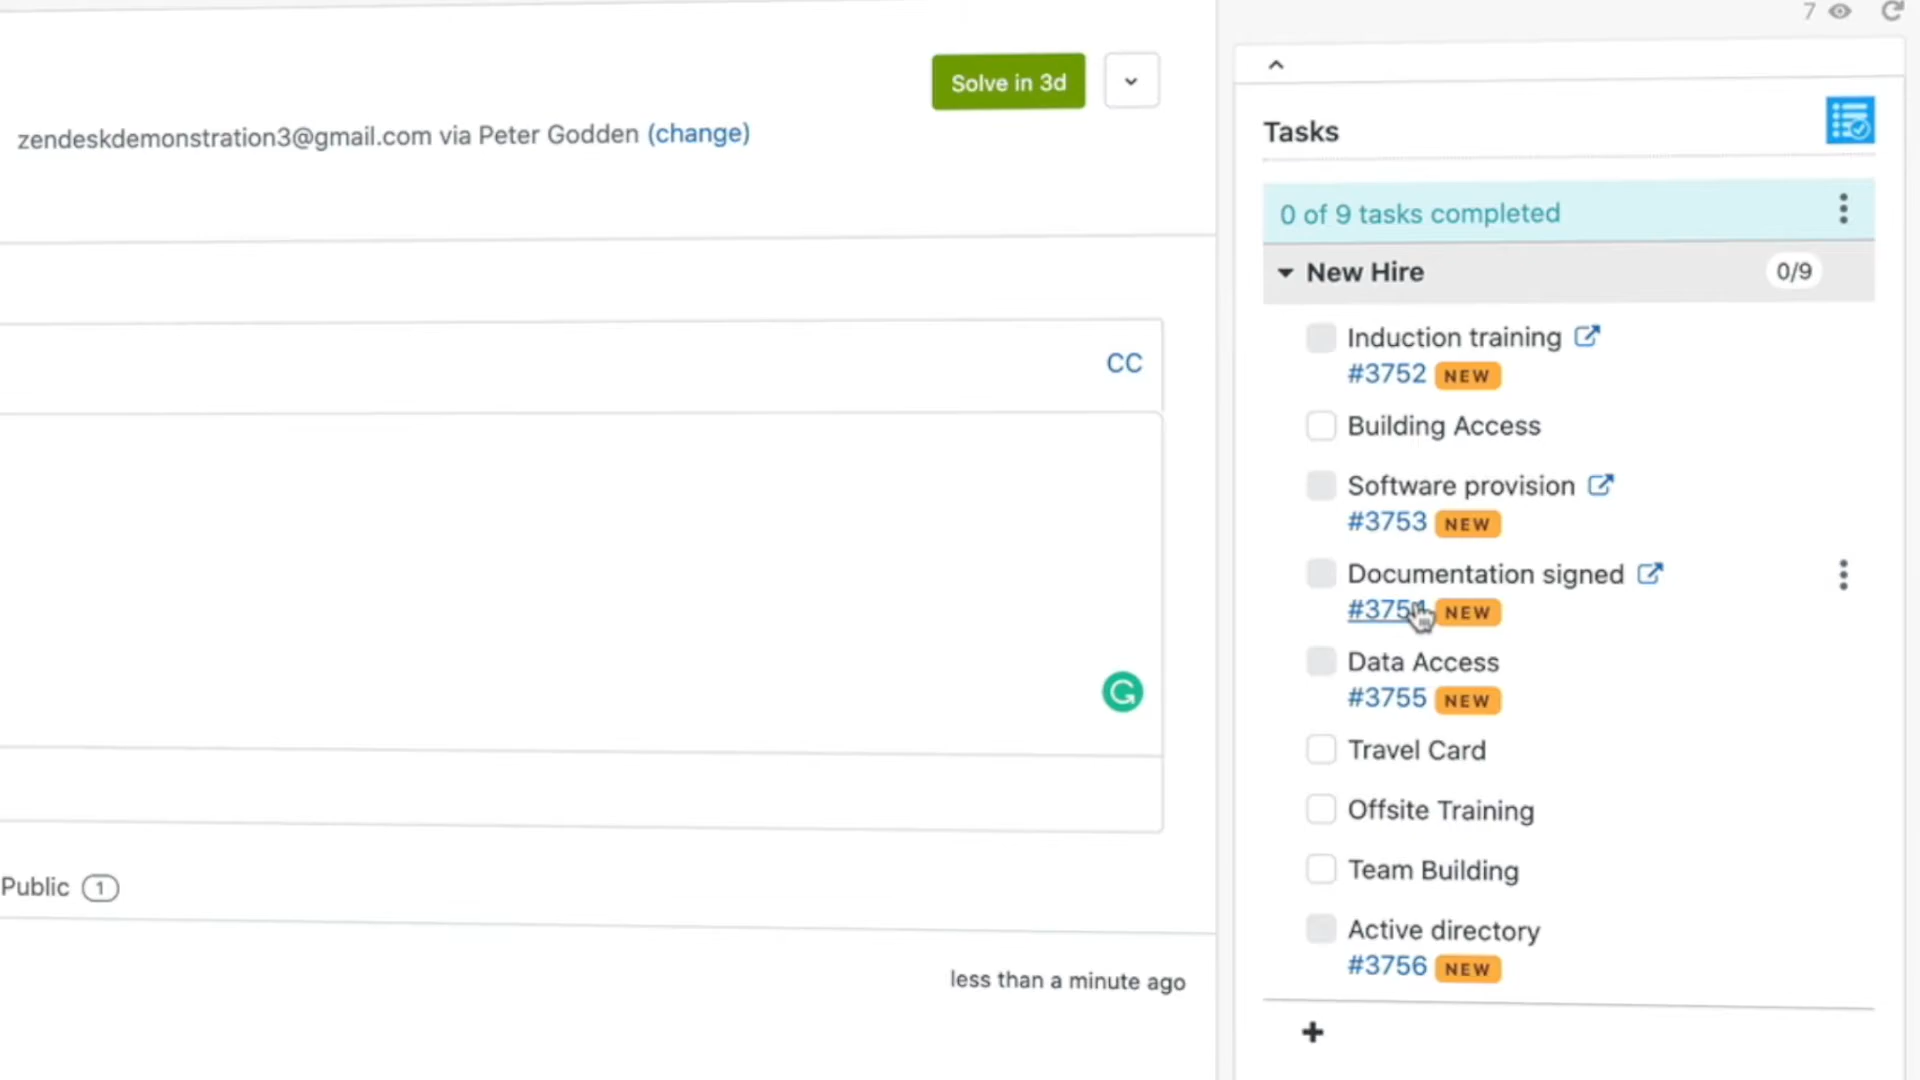 7
Solve in 3d
zendeskdemonstration3@gmail.com via Peter Godden (change)
CC
Public 1
less than a minute ago
Tasks
0 of 9 tasks completed
New Hire 0/9
Induction training
#3752 NEW
Building Access
Software provision
#3753 NEW
Documentation signed
#3754 NEW
Data Access
#3755 NEW
Travel Card
Offsite Training
Team Building
Active directory
#3756 NEW